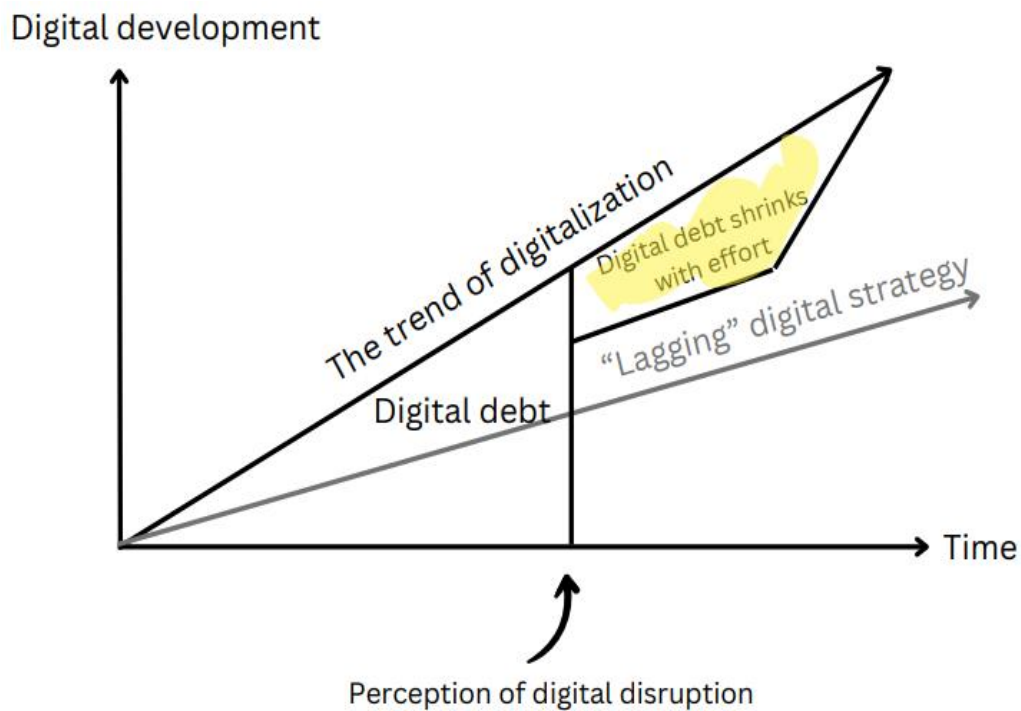 Digital development
The trend of digitalization
Digital debt shrinks
with effort
"Lagging" digital strategy
Digital debt
Time
Perception of digital disruption